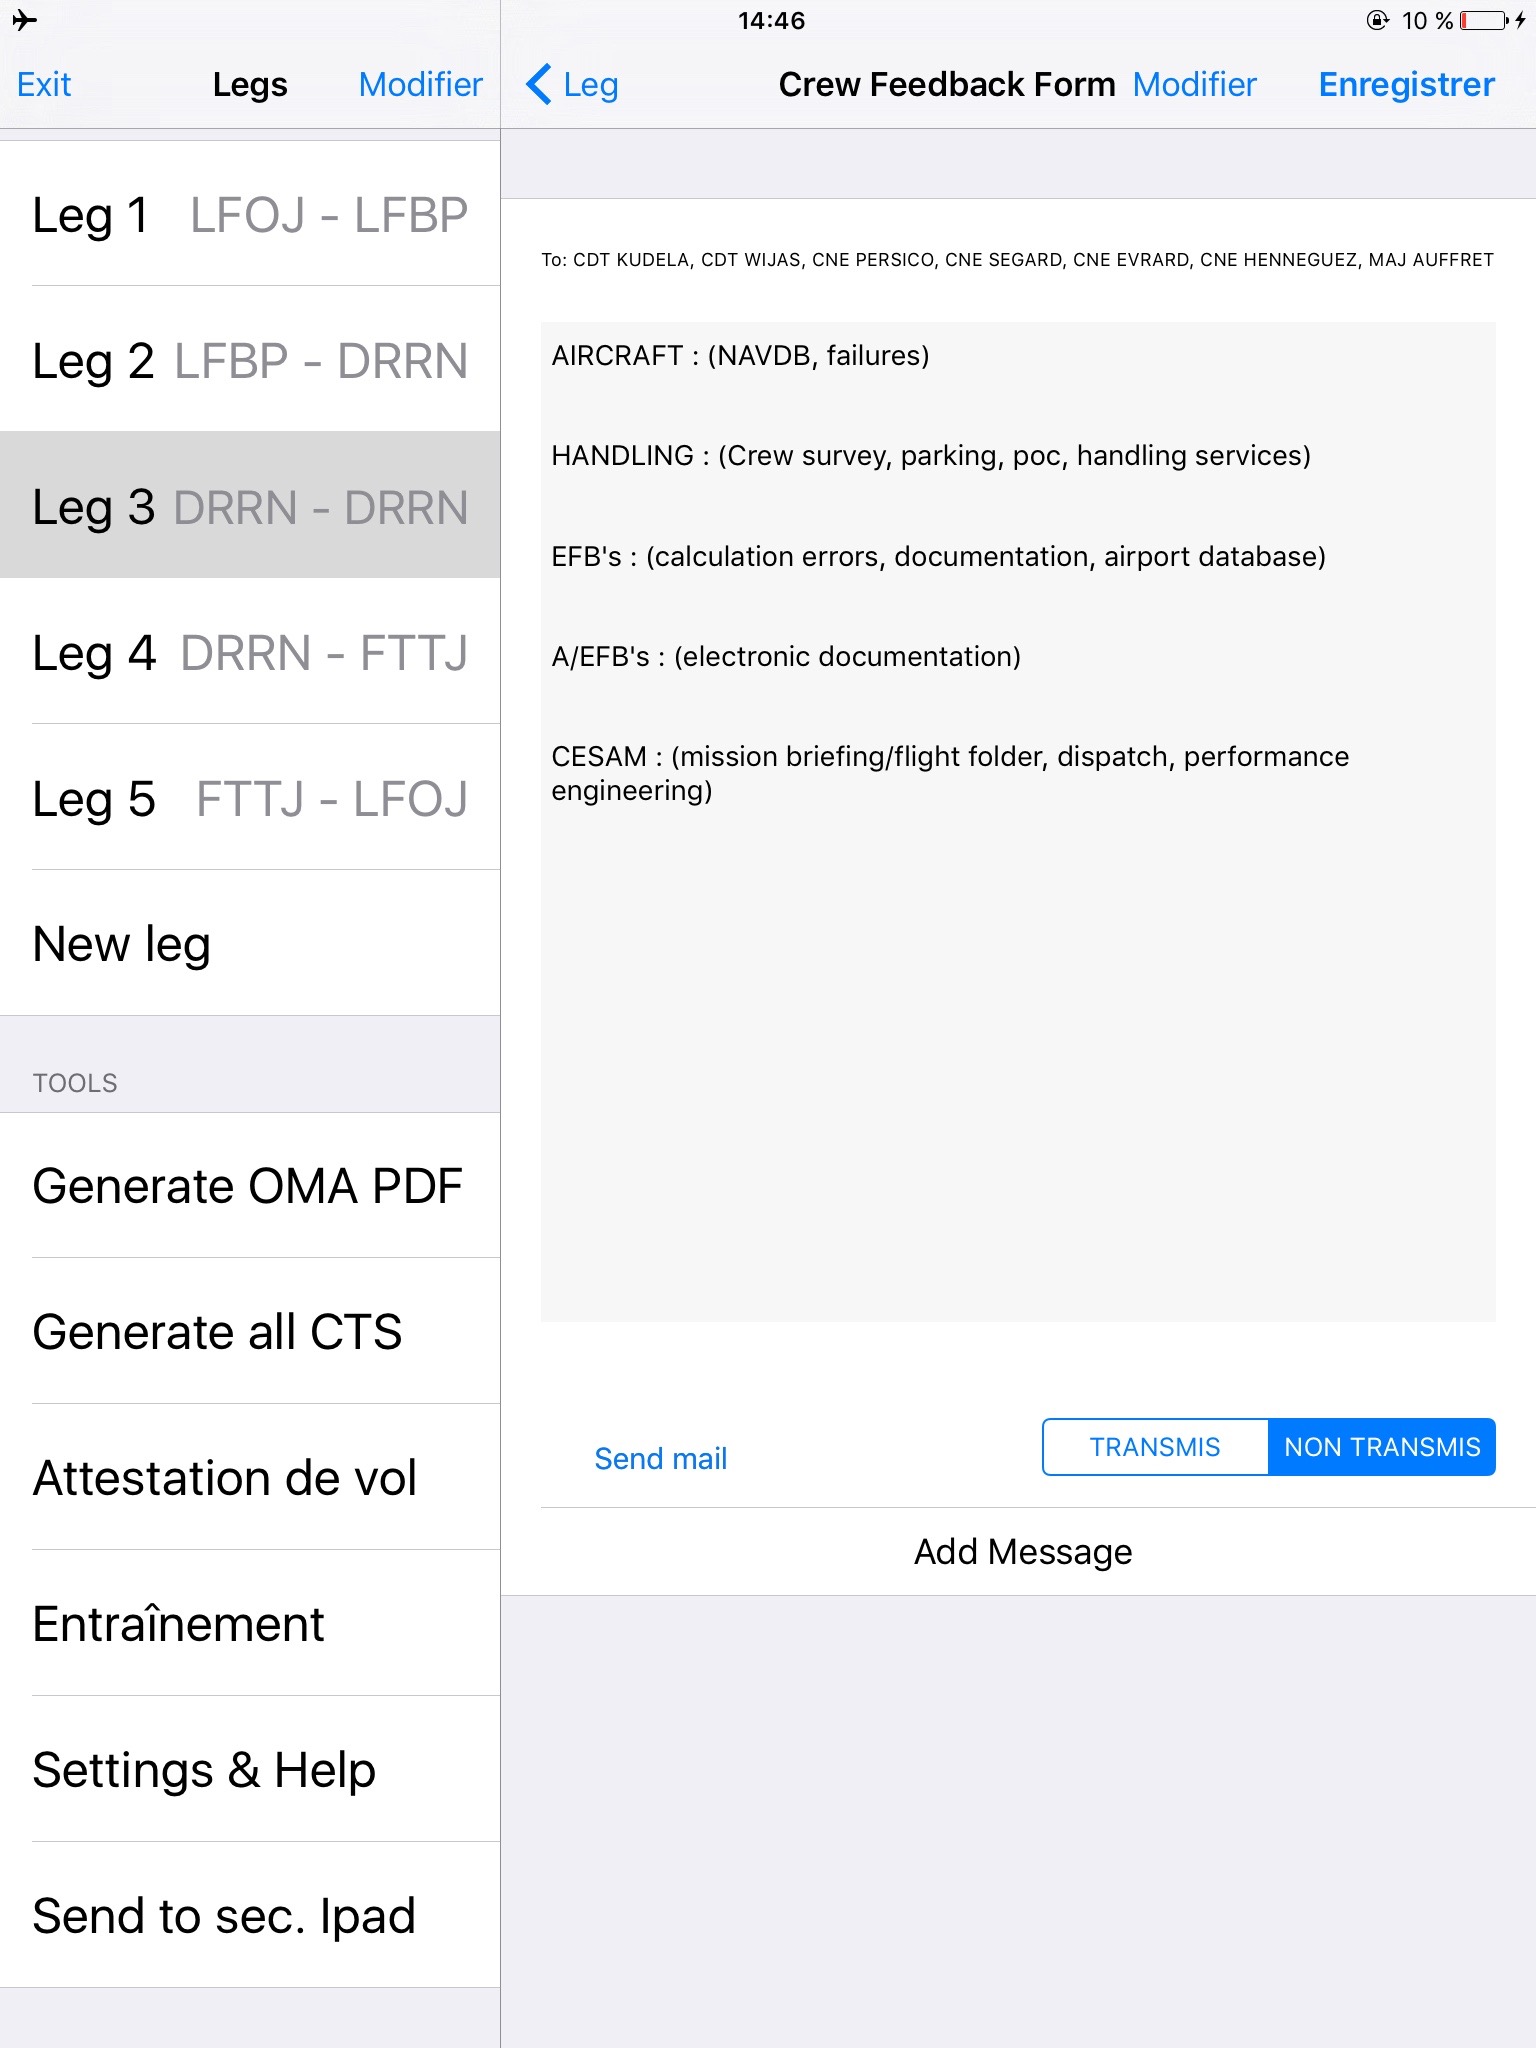 14:46
10 %
Exit
Legs
Modifier
Leg 1 LFOJ - LFBP
Leg 2 LFBP - DRRN
Leg 3 DRRN - DRRN
Leg 4 DRRN - FTTJ
Leg 5 FTTJ - LFOJ
New leg
TOOLS
Generate OMA PDF
Generate all CTS
Attestation de vol
Entraînement
Settings & Help
Send to sec. Ipad
Leg
Crew Feedback Form
Modifier
Enregistrer
To: CDT KUDELA, CDT WIJAS, CNE PERSICO, CNE SEGARD, CNE EVRARD, CNE HENNEGUEZ, MAJ AUFFRET
AIRCRAFT : (NAVDB, failures)
HANDLING : (Crew survey, parking, poc, handling services)
EFB's : (calculation errors, documentation, airport database)
A/EFB's : (electronic documentation)
CESAM : (mission briefing/flight folder, dispatch, performance
engineering)
Send mail
TRANSMIS
NON TRANSMIS
Add Message